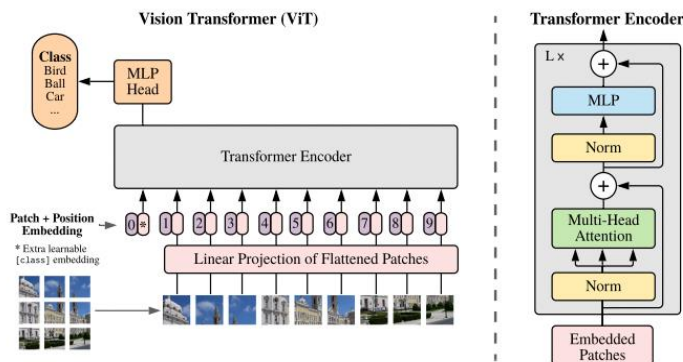 Vision Transformer (ViT)
Class
Bird
Ball
Car
...
MLP
Head
Transformer Encoder
Patch + Position
Embedding
* Extra learnable
[class] embedding
0 * 1 2 3 4 5 6 7 8 9
Linear Projection of Flattened Patches
Transformer Encoder
L x
+
MLP
Norm
+
Multi-Head
Attention
Norm
Embedded
Patches